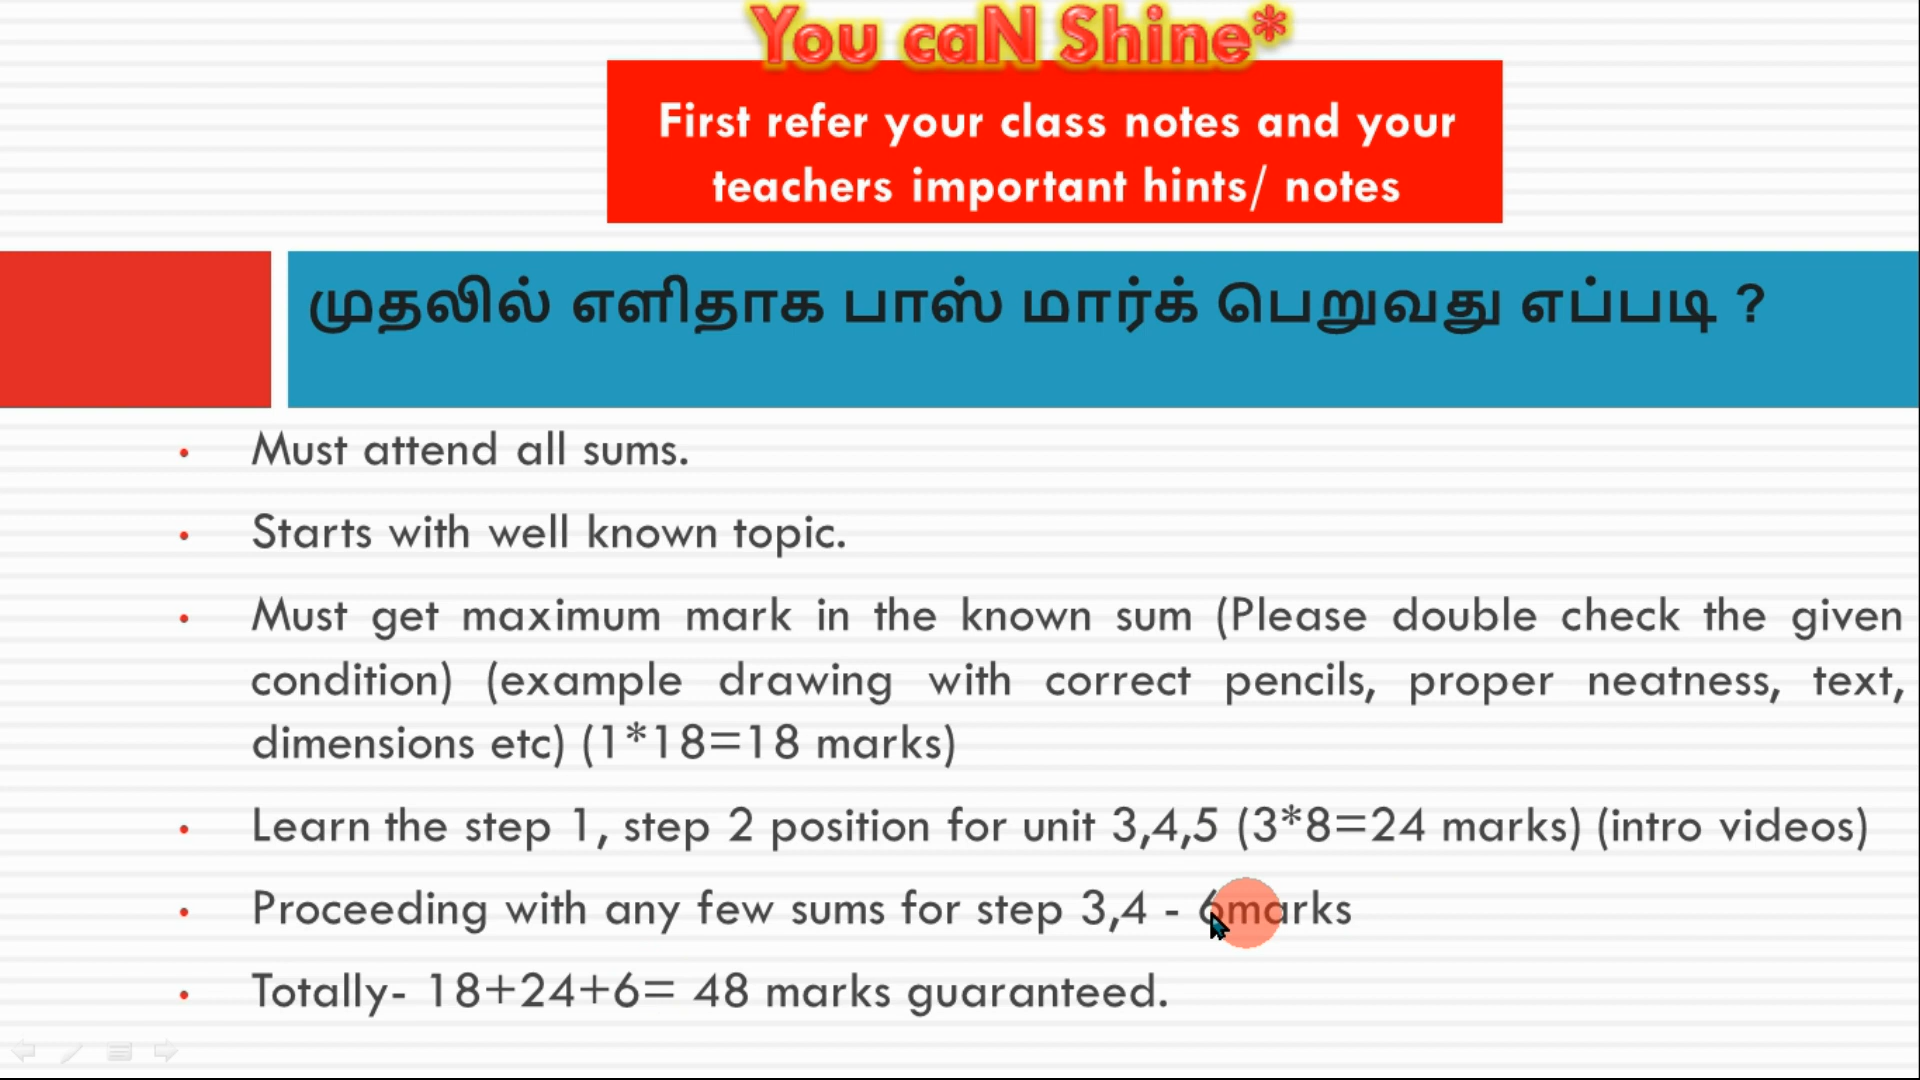 You caN Shine*
First refer your class notes and your
teachers important hints/ notes
முதலில் எளிதாக பாஸ் மார்க் பெறுவது எப்படி ?
• Must attend all sums.
• Starts with well known topic.
• Must get maximum mark in the known sum (Please double check the given
condition) (example drawing with correct pencils, proper neatness, text,
dimensions etc) (1*18=18 marks)
• Learn the step 1, step 2 position for unit 3,4,5 (3*8=24 marks) (intro videos)
• Proceeding with any few sums for step 3,4 - 6marks
• Totally- 18+24+6= 48 marks guaranteed.